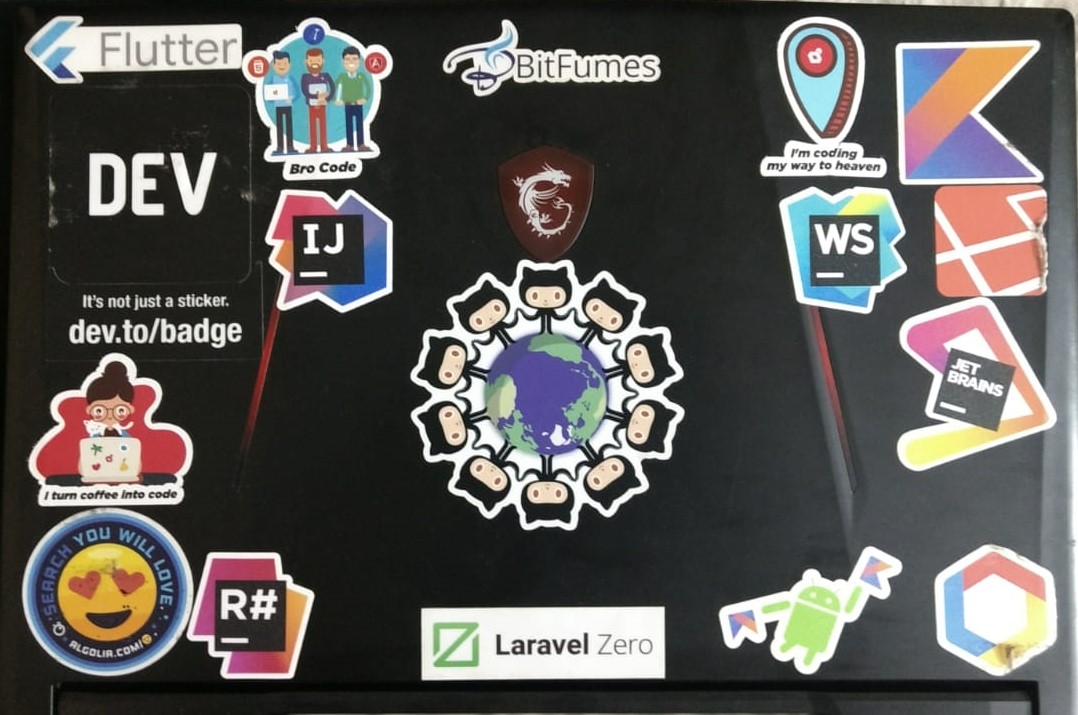 Flutter
Bro Code
BitFumes
I'm coding
my way to heaven
DEV
It's not just a sticker.
dev.to/badge
IJ
WS
JET
BRAINS
I turn coffee into code
SEARCH YOU WILL LOVE
ALGOLIA.COM/
R#
Laravel Zero